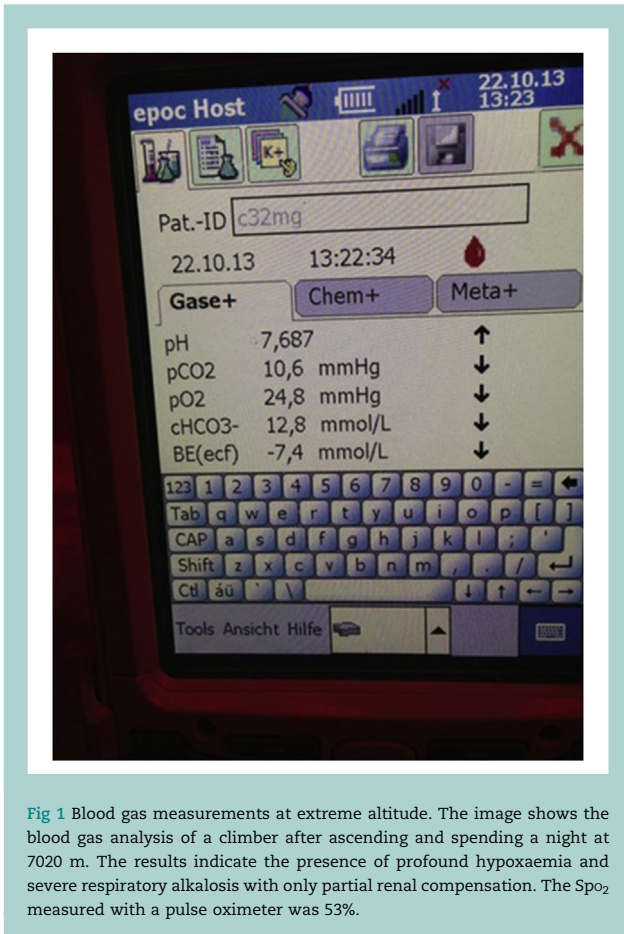 epoc Host
22.10.13
13:23
K+
Pat.-ID c32mg
22.10.13 13:22:34
Gase+ Chem+ Meta+
pH 7,687
pCO2 10,6 mmHg
pO2 24,8 mmHg
cHCO3- 12,8 mmol/L
BE(ecf) -7,4 mmol/L
123 1 2 3 4 5 6 7 8 9 0 - =
Tab q w e r t y u i o p [ ]
CAP a s d f g h j k l ; '
Shift z x c v b n m , . /
Ctl áü ` \
Tools Ansicht Hilfe
Fig 1 Blood gas measurements at extreme altitude. The image shows the
blood gas analysis of a climber after ascending and spending a night at
7020 m. The results indicate the presence of profound hypoxaemia and
severe respiratory alkalosis with only partial renal compensation. The Spo₂
measured with a pulse oximeter was 53%.